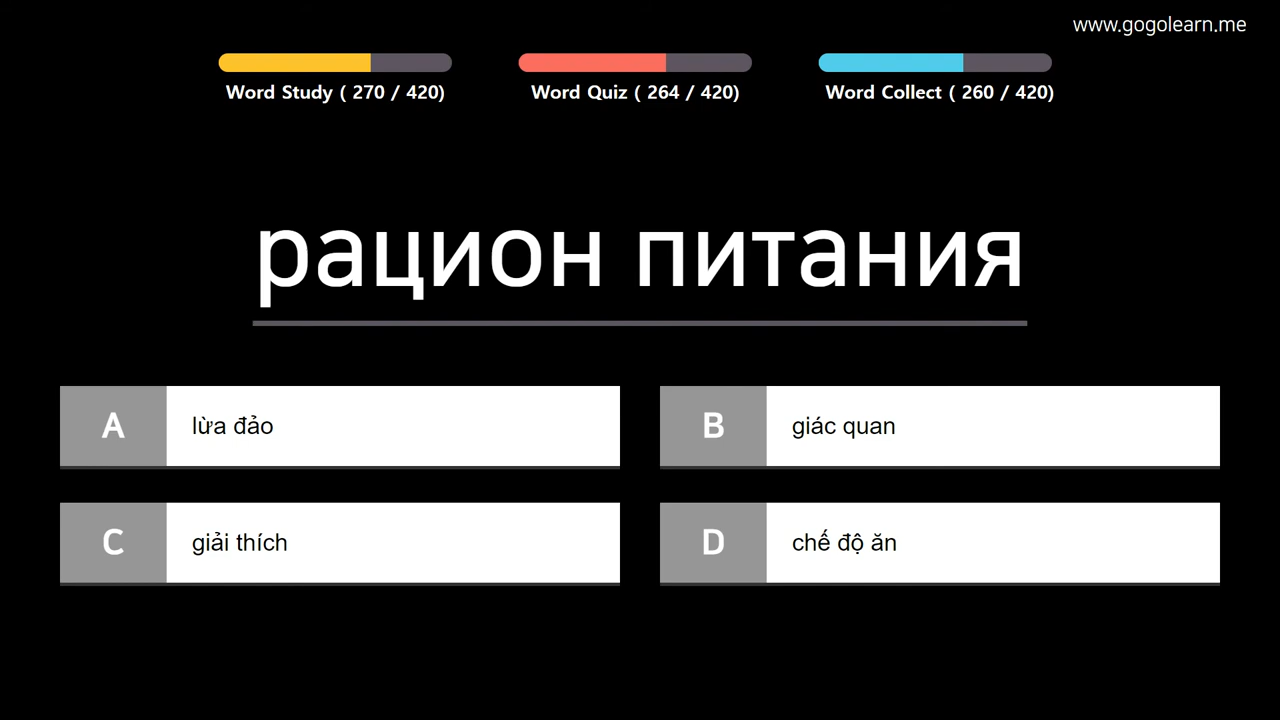 www.gogolearn.me
Word Study ( 270 / 420)
Word Quiz ( 264 / 420)
Word Collect ( 260 / 420)
рацион питания
A lừa đảo
B giác quan
C giải thích
D chế độ ăn